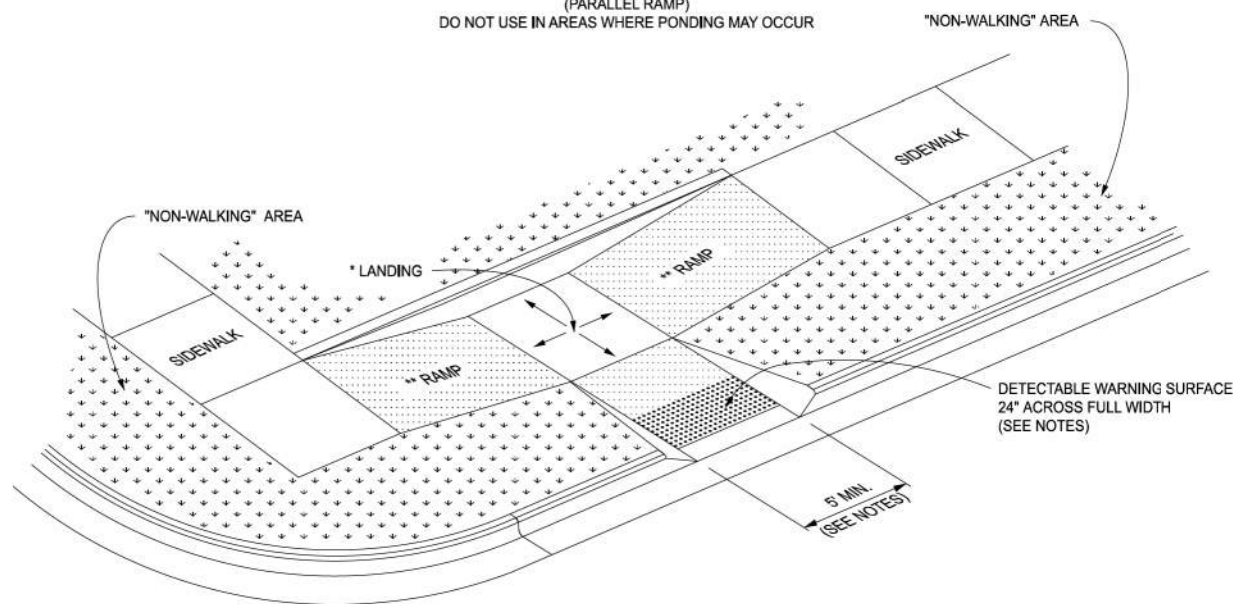 (PARALLEL RAMP)
DO NOT USE IN AREAS WHERE PONDING MAY OCCUR
"NON-WALKING" AREA
SIDEWALK
"NON-WALKING" AREA
* LANDING
** RAMP
SIDEWALK
** RAMP
DETECTABLE WARNING SURFACE
24" ACROSS FULL WIDTH
(SEE NOTES)
5' MIN.
(SEE NOTES)